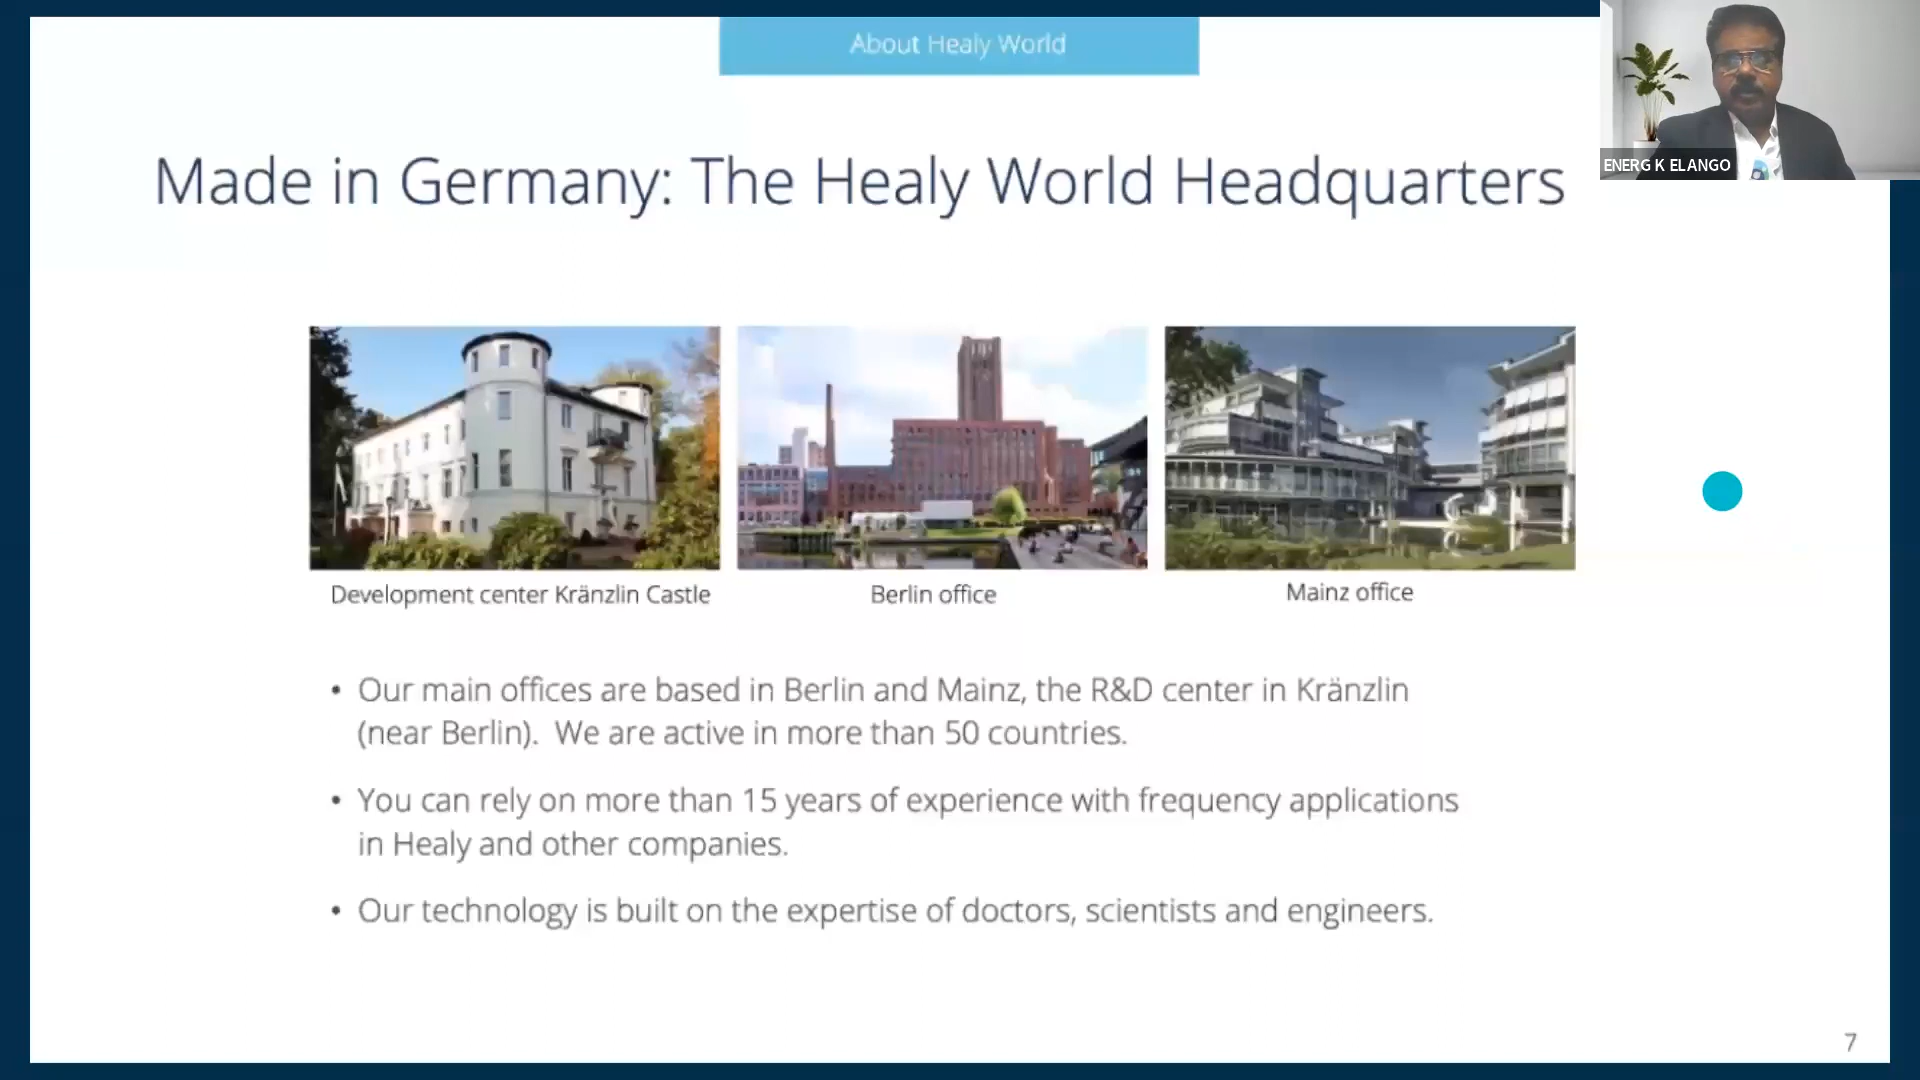 About Healy World
ENERG K ELANGO
Made in Germany: The Healy World Headquarters
Development center Kränzlin Castle
Berlin office
Mainz office
• Our main offices are based in Berlin and Mainz, the R&D center in Kränzlin
(near Berlin).  We are active in more than 50 countries.
• You can rely on more than 15 years of experience with frequency applications
in Healy and other companies.
• Our technology is built on the expertise of doctors, scientists and engineers.
7